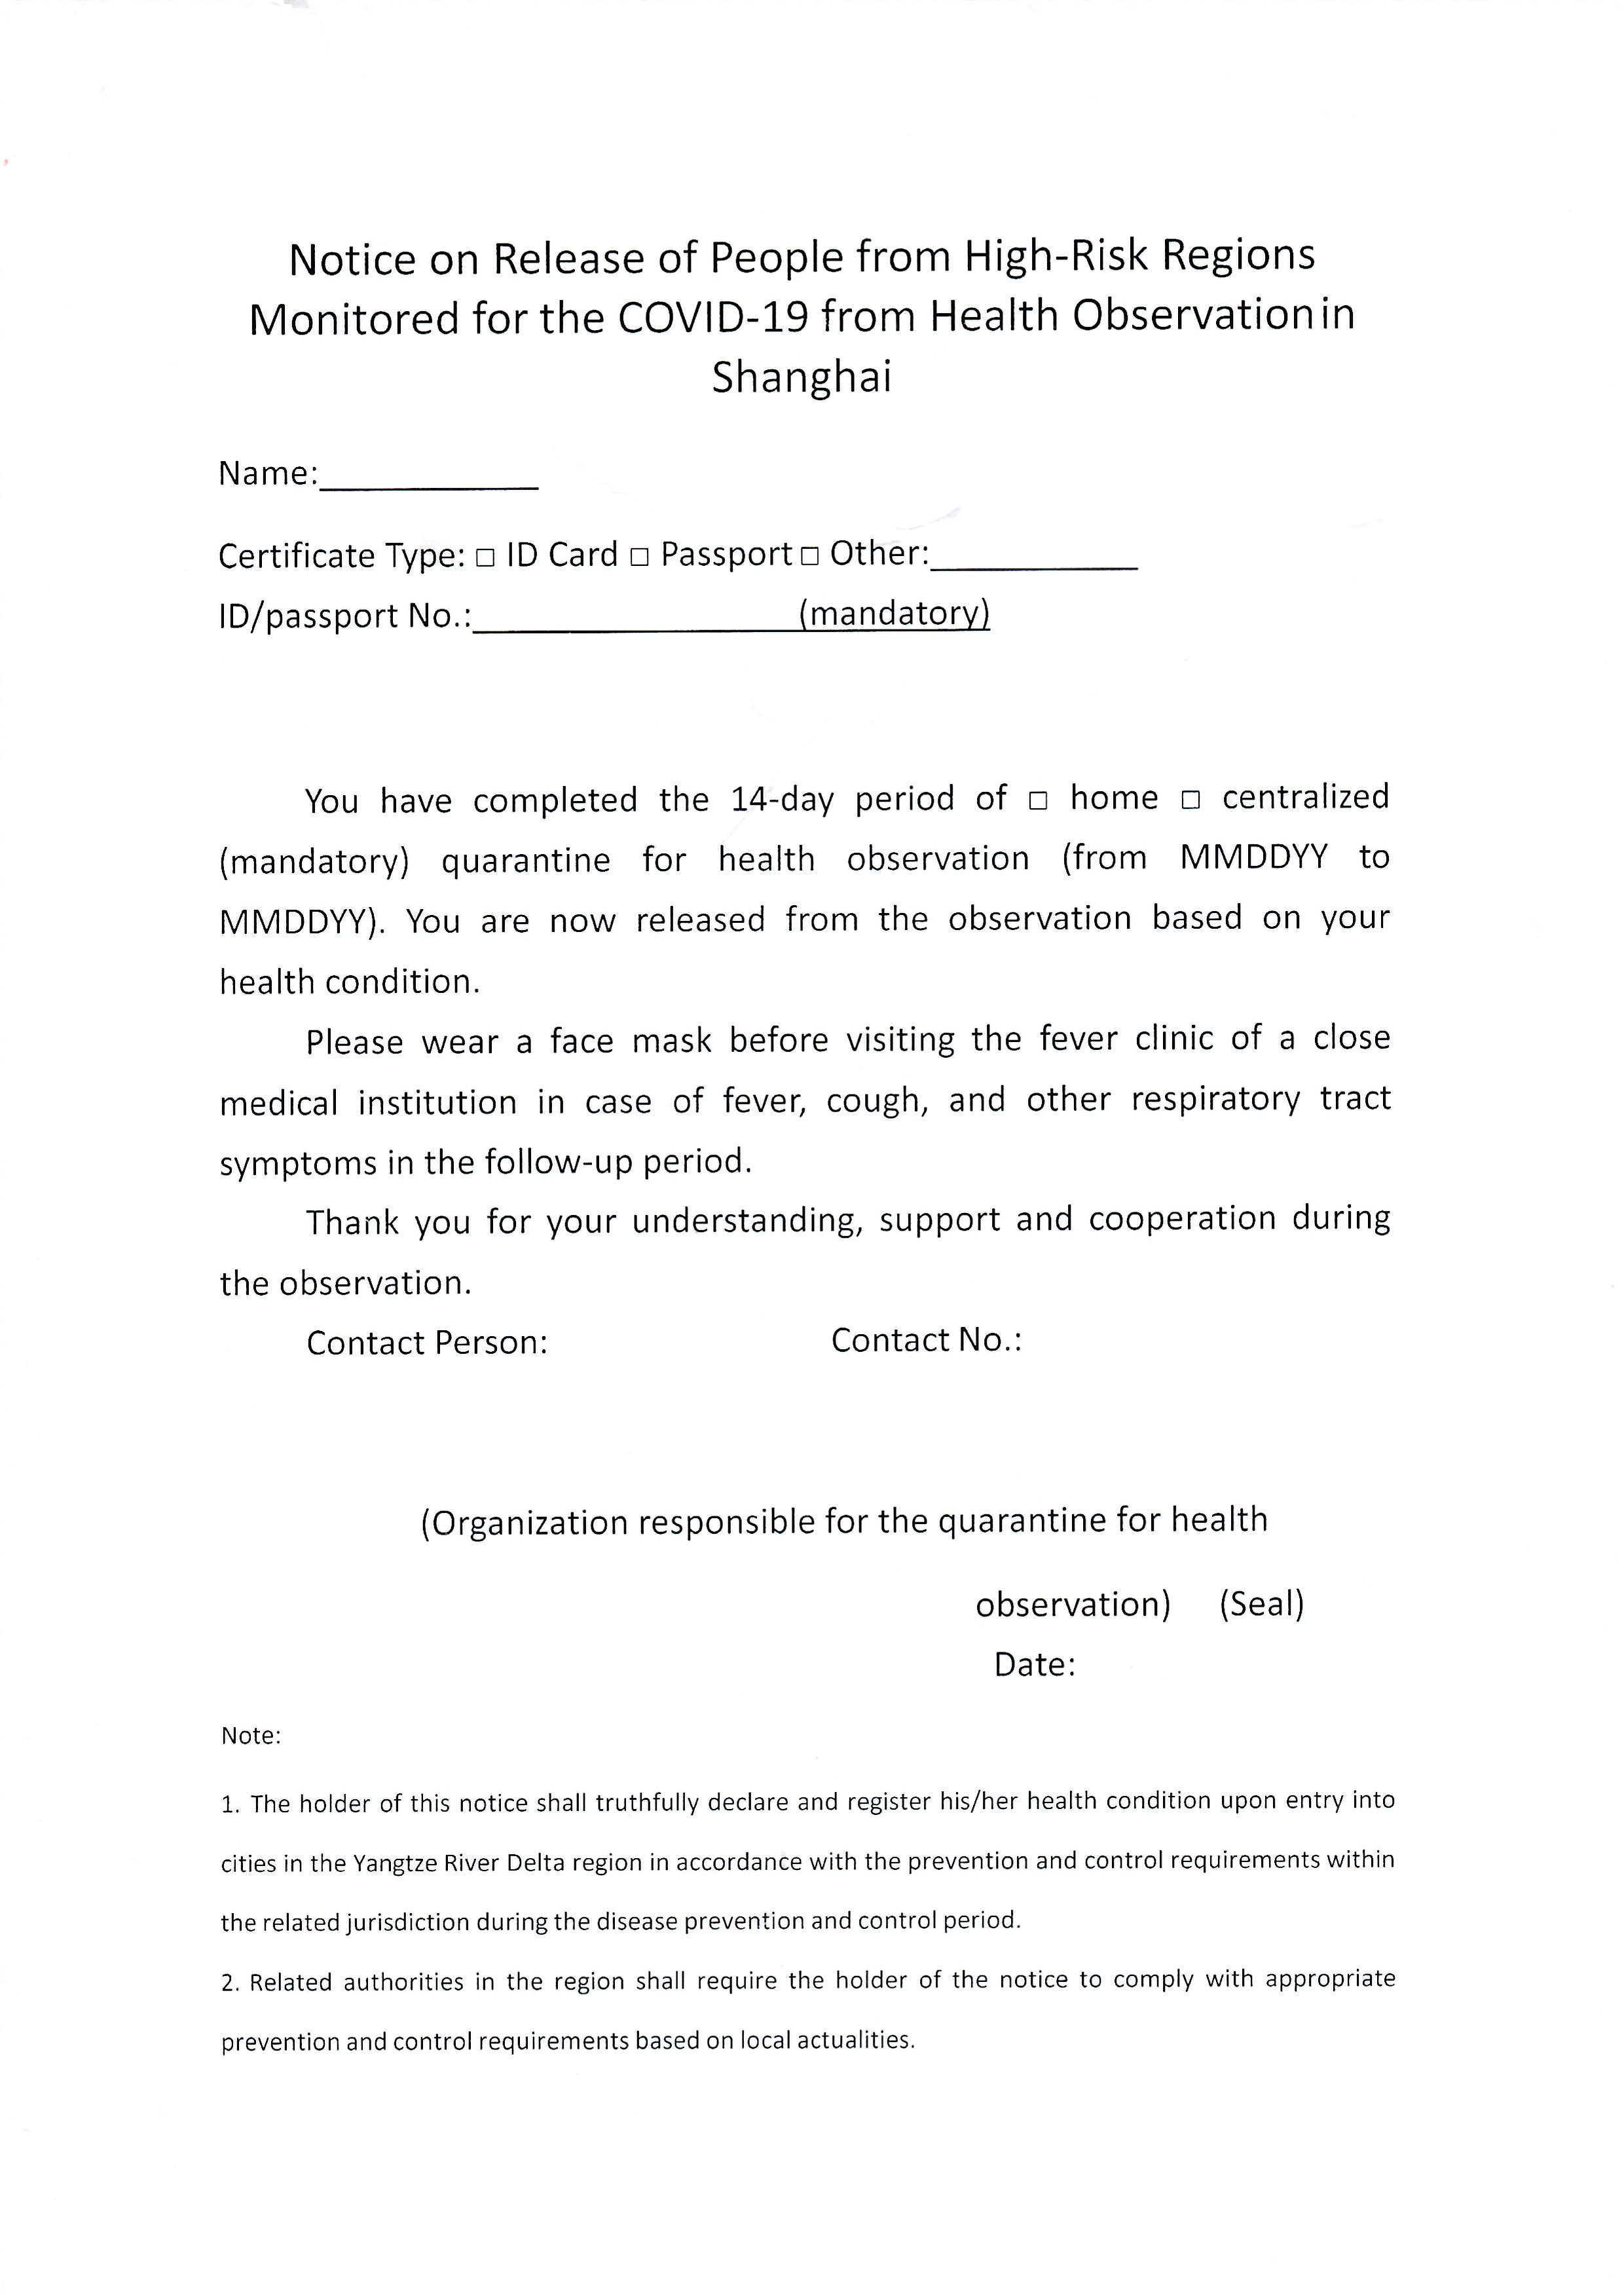 Notice on Release of People from High-Risk Regions
Monitored for the COVID-19 from Health Observation in
Shanghai
Name:____________
Certificate Type: □ ID Card □ Passport □ Other:____________
ID/passport No.:__________________(mandatory)
You have completed the 14-day period of □ home □ centralized
(mandatory) quarantine for health observation (from MMDDYY to
MMDDYY). You are now released from the observation based on your
health condition.
Please wear a face mask before visiting the fever clinic of a close
medical institution in case of fever, cough, and other respiratory tract
symptoms in the follow-up period.
Thank you for your understanding, support and cooperation during
the observation.
Contact Person: Contact No.:
(Organization responsible for the quarantine for health
observation) (Seal)
Date:
Note:
1. The holder of this notice shall truthfully declare and register his/her health condition upon entry into
cities in the Yangtze River Delta region in accordance with the prevention and control requirements within
the related jurisdiction during the disease prevention and control period.
2. Related authorities in the region shall require the holder of the notice to comply with appropriate
prevention and control requirements based on local actualities.